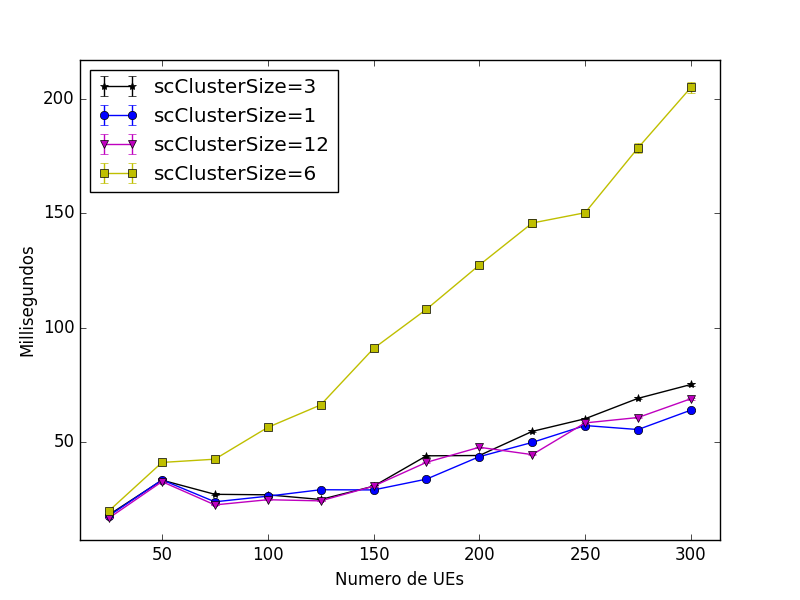 scClusterSize=3
scClusterSize=1
scClusterSize=12
scClusterSize=6
200
150
100
50
Millisegundos
50 100 150 200 250 300
Numero de UEs